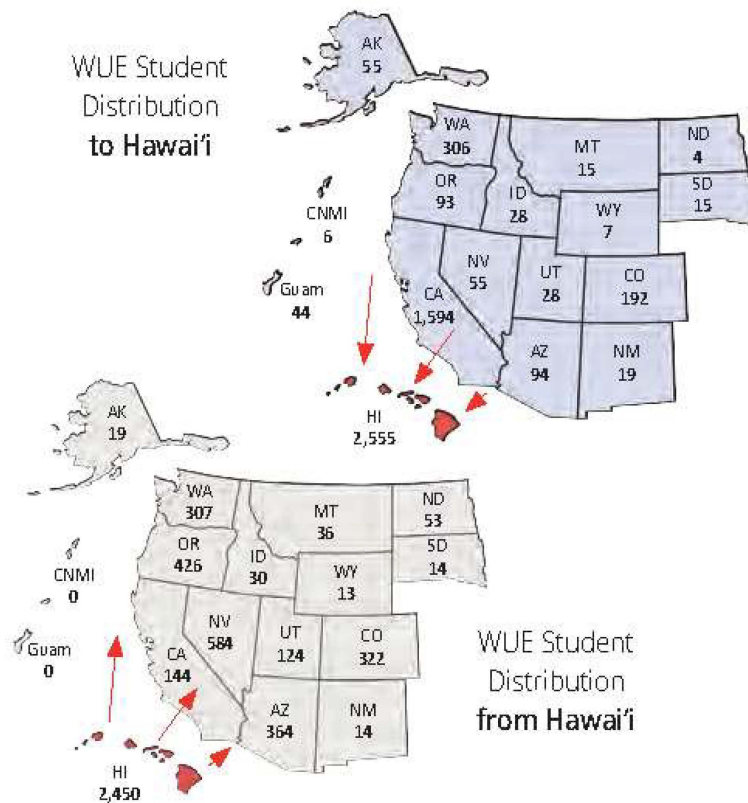 WUE Student
Distribution
to Hawai‘i
AK
55
WA
306
MT
15
ND
4
OR
93
ID
28
SD
15
WY
7
CNMI
6
NV
55
UT
28
CO
192
Guam
44
CA
1,594
AZ
94
NM
19
HI
2,555
AK
19
WA
307
MT
36
ND
53
OR
426
ID
30
SD
14
WY
13
CNMI
0
NV
584
UT
124
CO
322
Guam
0
CA
144
AZ
364
NM
14
HI
2,450
WUE Student
Distribution
from Hawai‘i